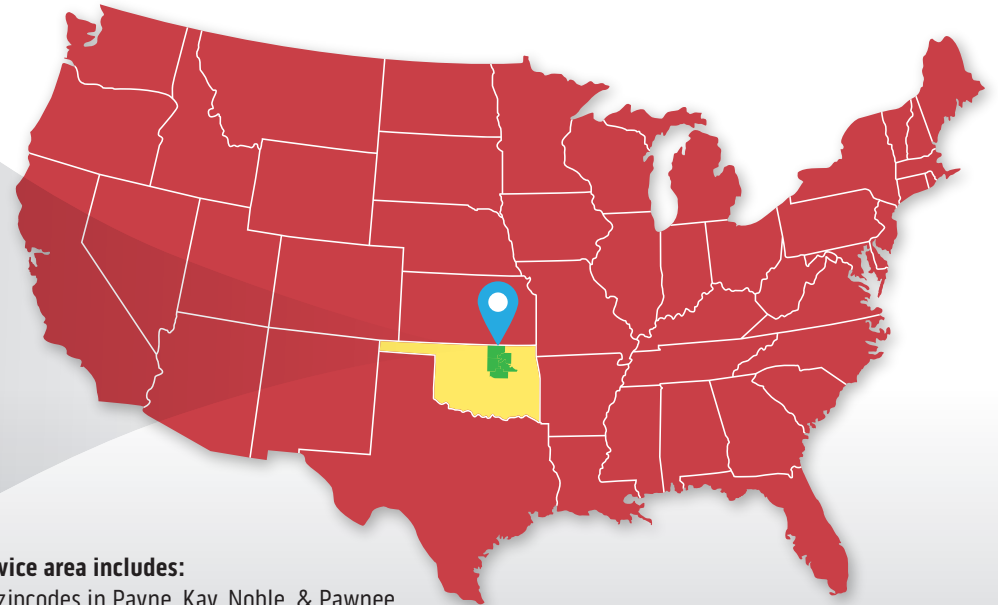 vice area includes:
zipcodes in Payne, Kay, Noble, & Pawnee